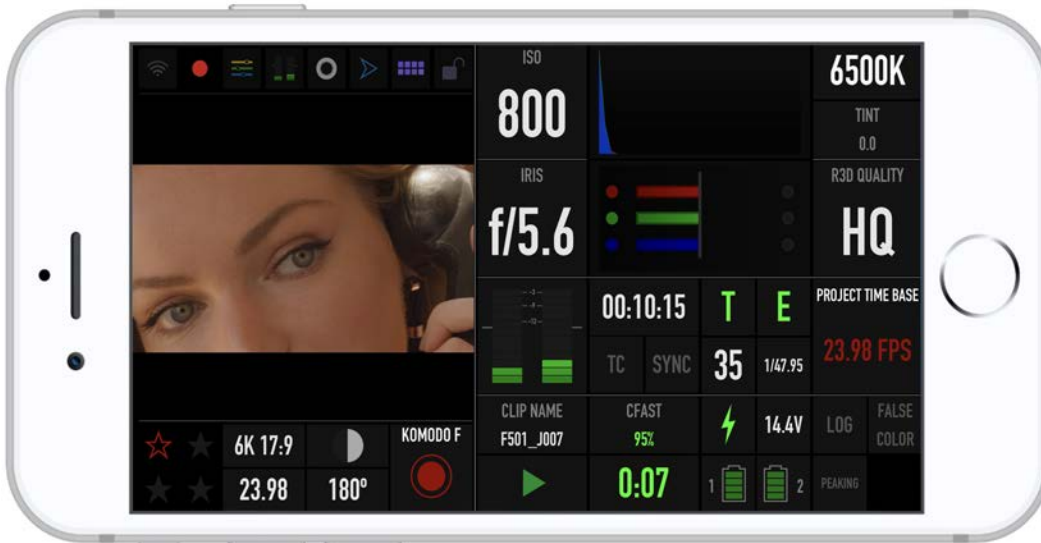 ISO
800
6500K
TINT
0.0
IRIS
f/5.6
R3D QUALITY
HQ
00:10:15
T
E
PROJECT TIME BASE
23.98 FPS
TC
SYNC
35
1/47.95
CLIP NAME
F501_J007
CFAST
95%
14.4V
LOG
FALSE
COLOR
6K 17:9
KOMODO F
23.98
180º
0:07
1
2
PEAKING